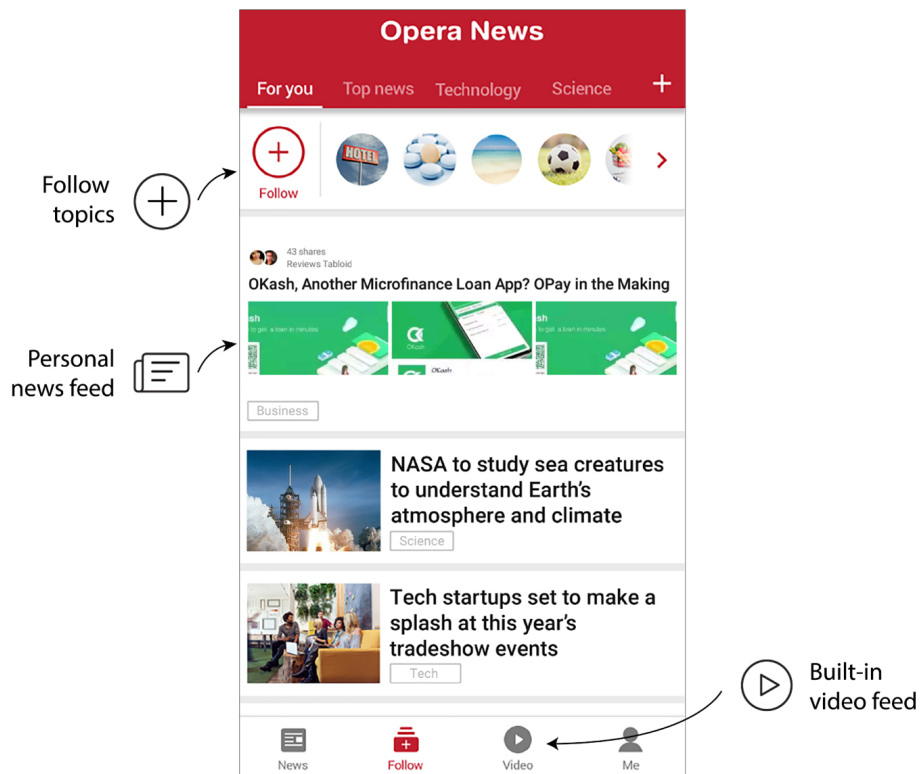 Opera News
For you
Top news
Technology
Science
+
HOTEL
Follow
Follow
topics
43 shares
Reviews Tabloid
OKash, Another Microfinance Loan App? OPay in the Making
OKash
OKash
Personal
news feed
Business
NASA to study sea creatures
to understand Earth's
atmosphere and climate
Science
Tech startups set to make a
splash at this year's
tradeshow events
Tech
Built-in
video feed
News
Follow
Video
Me